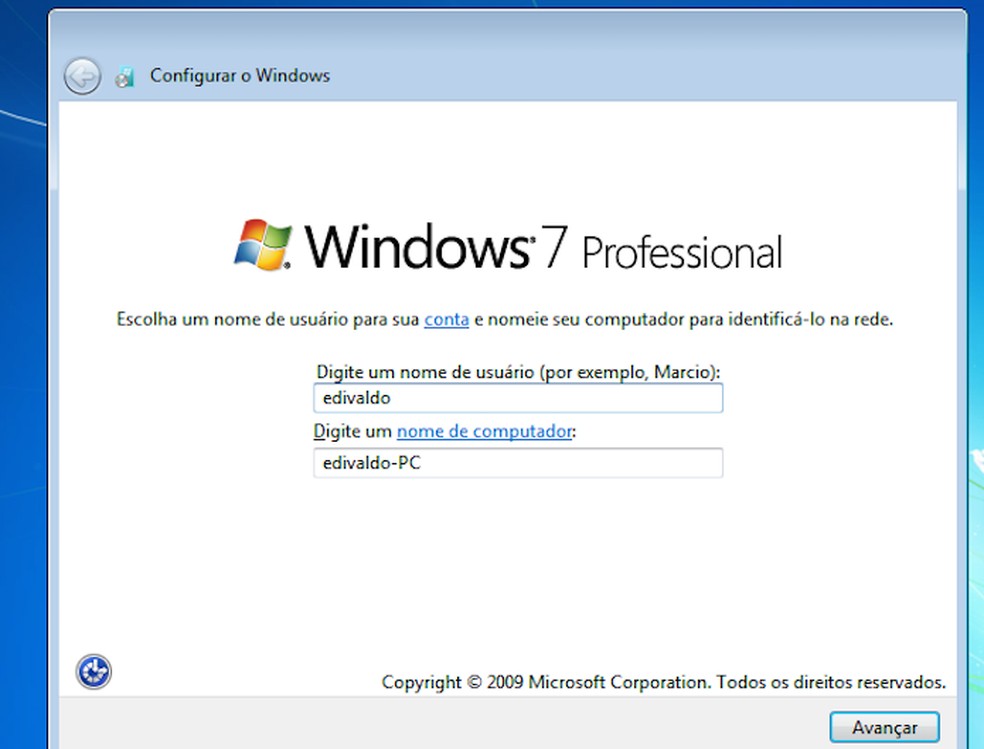 Configurar o Windows
Windows® 7 Professional
Escolha um nome de usuário para sua conta e nomeie seu computador para identificá-lo na rede.
Digite um nome de usuário (por exemplo, Marcio):
edivaldo
Digite um nome de computador:
edivaldo-PC
Copyright © 2009 Microsoft Corporation. Todos os direitos reservados.
Avançar